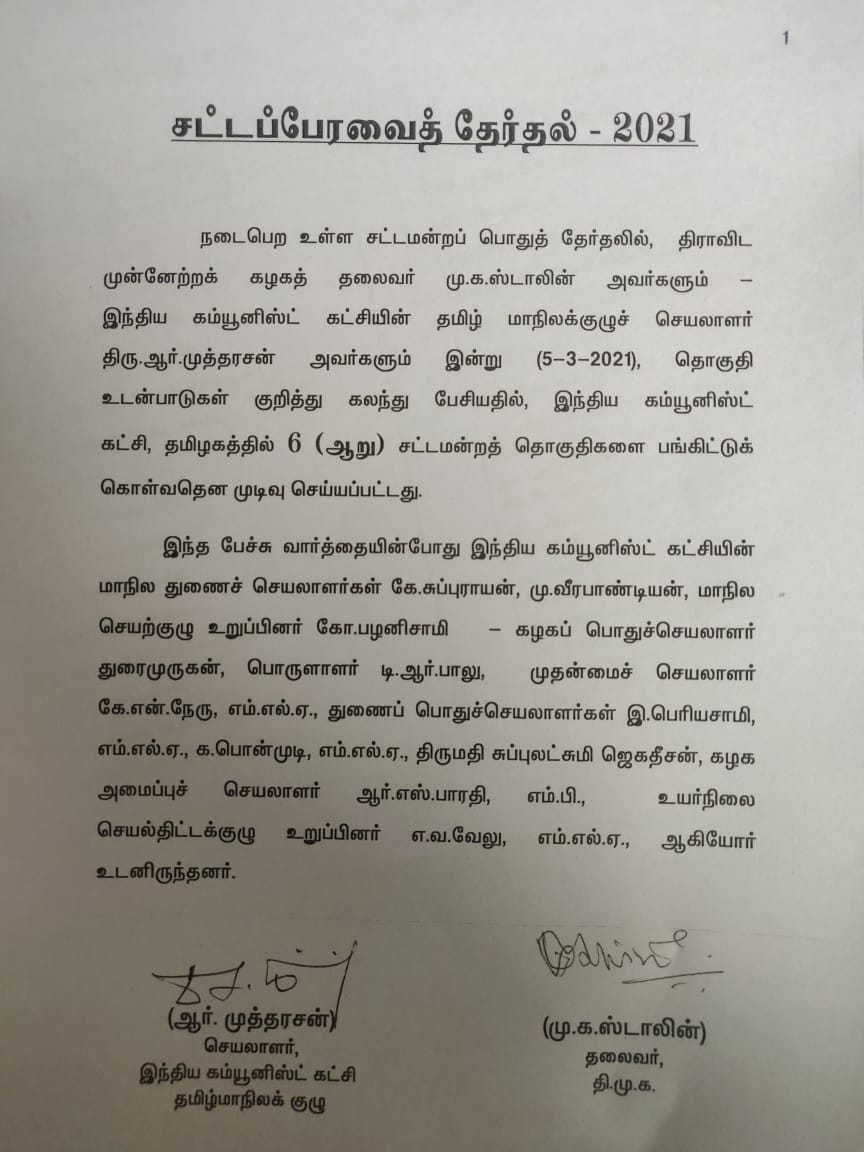 1
சட்டப்பேரவைத் தேர்தல் - 2021
நடைபெற உள்ள சட்டமன்றப் பொதுத் தேர்தலில், திராவிட
முன்னேற்றக் கழகத் தலைவர் மு.க.ஸ்டாலின் அவர்களும் –
இந்திய கம்யூனிஸ்ட் கட்சியின் தமிழ் மாநிலக்குழுச் செயலாளர்
திரு.ஆர்.முத்தரசன் அவர்களும் இன்று (5-3-2021), தொகுதி
உடன்பாடுகள் குறித்து கலந்து பேசியதில், இந்திய கம்யூனிஸ்ட்
கட்சி, தமிழகத்தில் 6 (ஆறு) சட்டமன்றத் தொகுதிகளை பங்கிட்டுக்
கொள்வதென முடிவு செய்யப்பட்டது.
இந்த பேச்சு வார்த்தையின்போது இந்திய கம்யூனிஸ்ட் கட்சியின்
மாநில துணைச் செயலாளர்கள் கே.சுப்புராயன், மு.வீரபாண்டியன், மாநில
செயற்குழு உறுப்பினர் கோ.பழனிசாமி – கழகப் பொதுச்செயலாளர்
துரைமுருகன், பொருளாளர் டி.ஆர்.பாலு, முதன்மைச் செயலாளர்
கே.என்.நேரு, எம்.எல்.ஏ., துணைப் பொதுச்செயலாளர்கள் இ.பெரியசாமி,
எம்.எல்.ஏ., க.பொன்முடி, எம்.எல்.ஏ., திருமதி சுப்புலட்சுமி ஜெகதீசன், கழக
அமைப்புச் செயலாளர் ஆர்.எஸ்.பாரதி, எம்.பி., உயர்நிலை
செயல்திட்டக்குழு உறுப்பினர் எ.வ.வேலு, எம்.எல்.ஏ., ஆகியோர்
உடனிருந்தனர்.
(ஆர். முத்தரசன்)
செயலாளர்,
இந்திய கம்யூனிஸ்ட் கட்சி
தமிழ்மாநிலக் குழு
(மு.க.ஸ்டாலின்)
தலைவர்,
தி.மு.க.